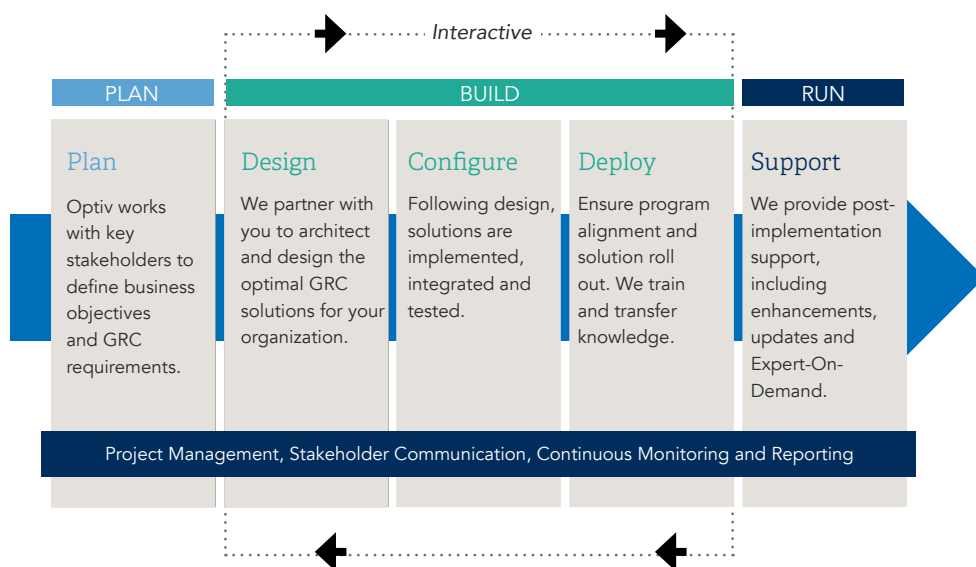 Interactive
PLAN
BUILD
RUN
Plan
Optiv works
with key
stakeholders to
define business
objectives
and GRC
requirements.
Design
We partner with
you to architect
and design the
optimal GRC
solutions for your
organization.
Configure
Following design,
solutions are
implemented,
integrated and
tested.
Deploy
Ensure program
alignment and
solution roll
out. We train
and transfer
knowledge.
Support
We provide post-
implementation
support,
including
enhancements,
updates and
Expert-On-
Demand.
Project Management, Stakeholder Communication, Continuous Monitoring and Reporting